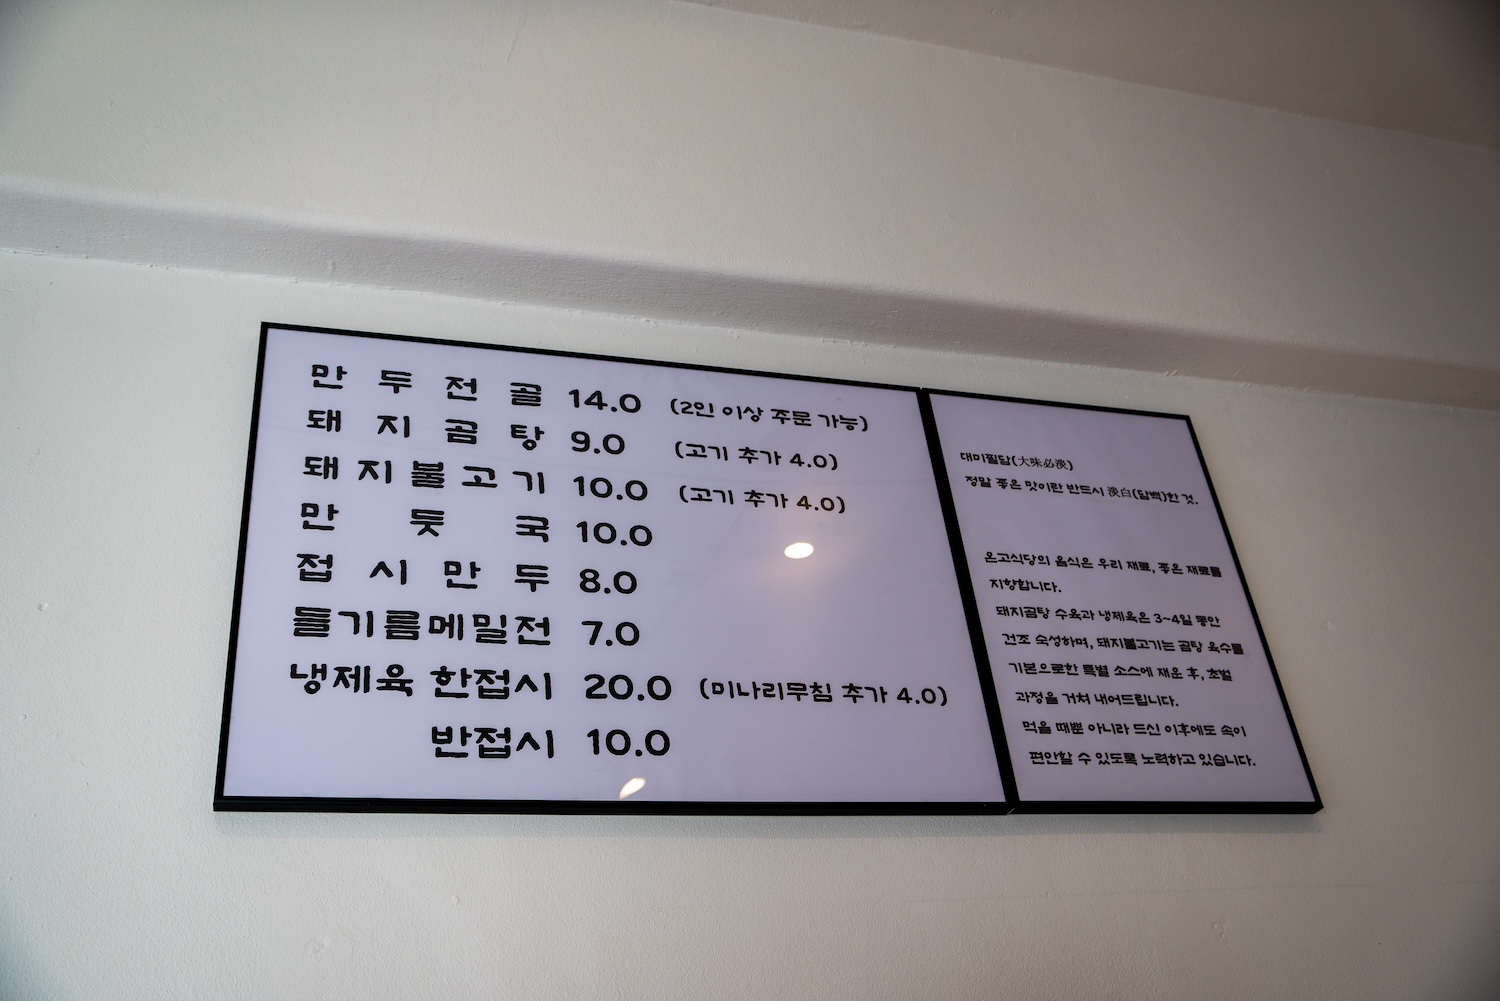 만두전골 14.0 (2인 이상 주문 가능)
돼지곰탕 9.0 (고기 추가 4.0)
돼지불고기 10.0 (고기 추가 4.0)
만둣국 10.0
접시만두 8.0
들기름메밀전 7.0
냉제육 한접시 20.0 (미나리무침 추가 4.0)
반접시 10.0
대미필담(大味必淡)
정말 좋은 맛이란 반드시 淡白(담백)한 것.
온고식당의 음식은 우리 재료, 좋은 재료를
지향합니다.
돼지곰탕 수육과 냉제육은 3~4일 동안
건조 숙성하며, 돼지불고기는 곰탕 육수를
기본으로한 특별 소스에 재운 후, 초벌
과정을 거쳐 내어드립니다.
먹을 때뿐 아니라 드신 이후에도 속이
편안할 수 있도록 노력하고 있습니다.